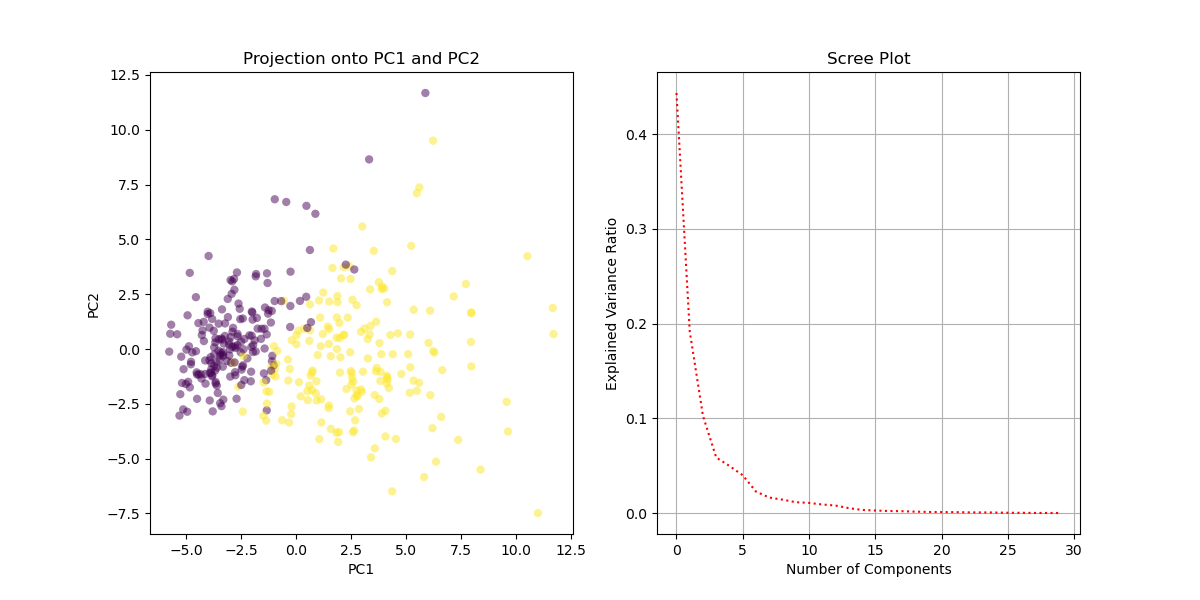 Projection onto PC1 and PC2
12.5
10.0
7.5
5.0
2.5
0.0
−2.5
−5.0
−7.5
PC2
−5.0 −2.5 0.0 2.5 5.0 7.5 10.0 12.5
PC1
Scree Plot
0.4
0.3
0.2
0.1
0.0
Explained Variance Ratio
0 5 10 15 20 25 30
Number of Components